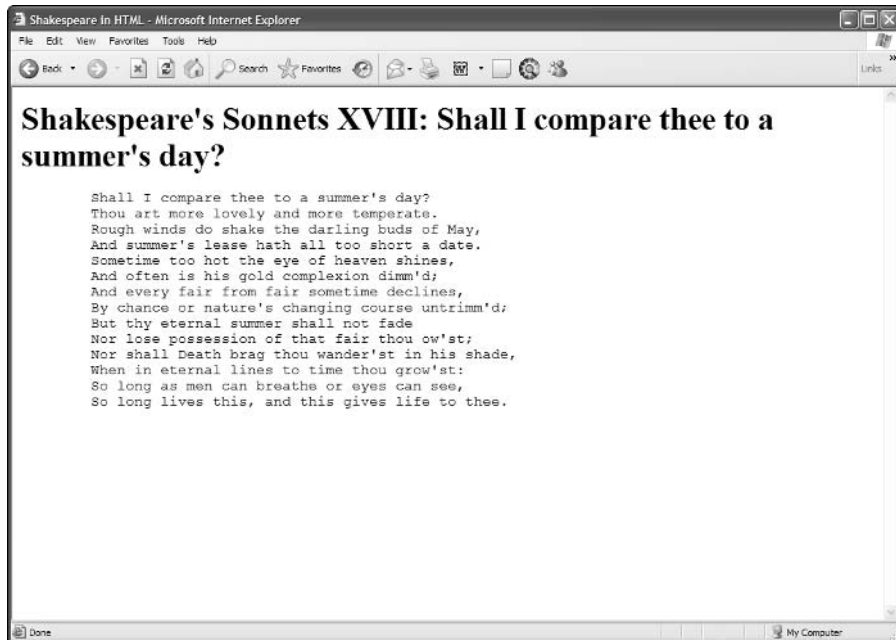 Shakespeare in HTML - Microsoft Internet Explorer
File Edit View Favorites Tools Help
Back Search Favorites W Links »
Shakespeare's Sonnets XVIII: Shall I compare thee to a
summer's day?
Shall I compare thee to a summer's day?
Thou art more lovely and more temperate.
Rough winds do shake the darling buds of May,
And summer's lease hath all too short a date.
Sometime too hot the eye of heaven shines,
And often is his gold complexion dimm'd;
And every fair from fair sometime declines,
By chance or nature's changing course untrimm'd;
But thy eternal summer shall not fade
Nor lose possession of that fair thou ow'st;
Nor shall Death brag thou wander'st in his shade,
When in eternal lines to time thou grow'st:
So long as men can breathe or eyes can see,
So long lives this, and this gives life to thee.
Done My Computer